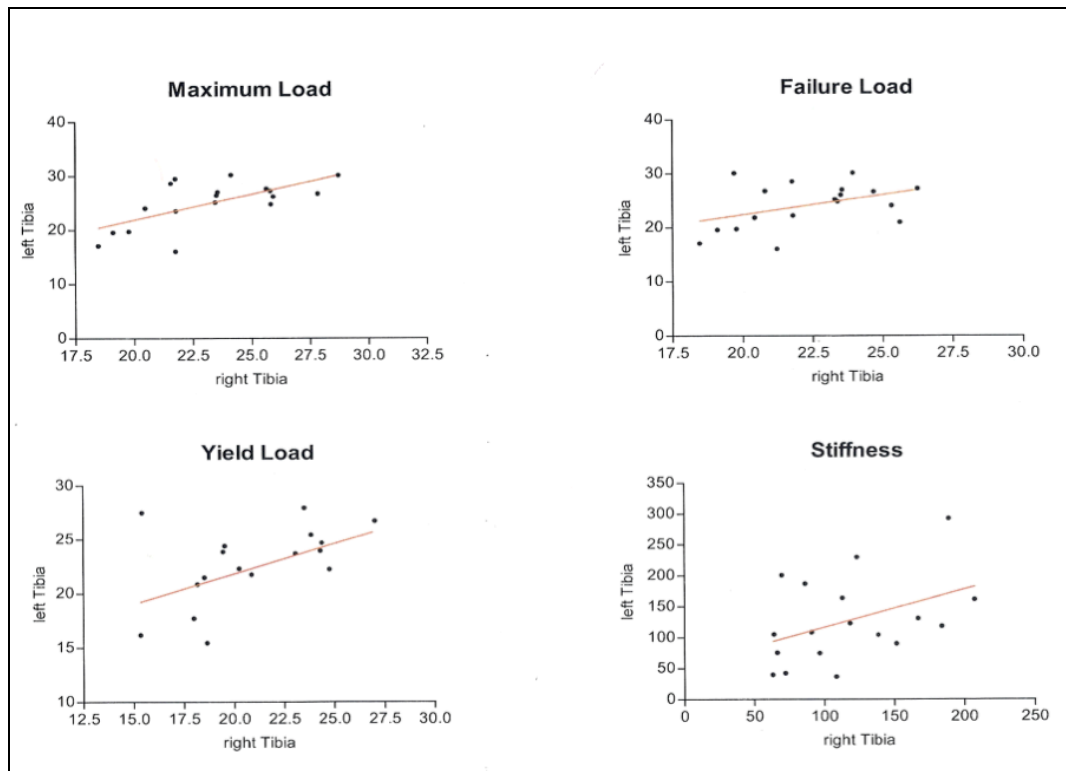 Maximum Load
40
30
20
10
0
left Tibia
17.5 20.0 22.5 25.0 27.5 30.0 32.5
right Tibia
Failure Load
40
30
20
10
0
left Tibia
17.5 20.0 22.5 25.0 27.5 30.0
right Tibia
Yield Load
30
25
20
15
10
left Tibia
12.5 15.0 17.5 20.0 22.5 25.0 27.5 30.0
right Tibia
Stiffness
350
300
250
200
150
100
50
0
left Tibia
0 50 100 150 200 250
right Tibia